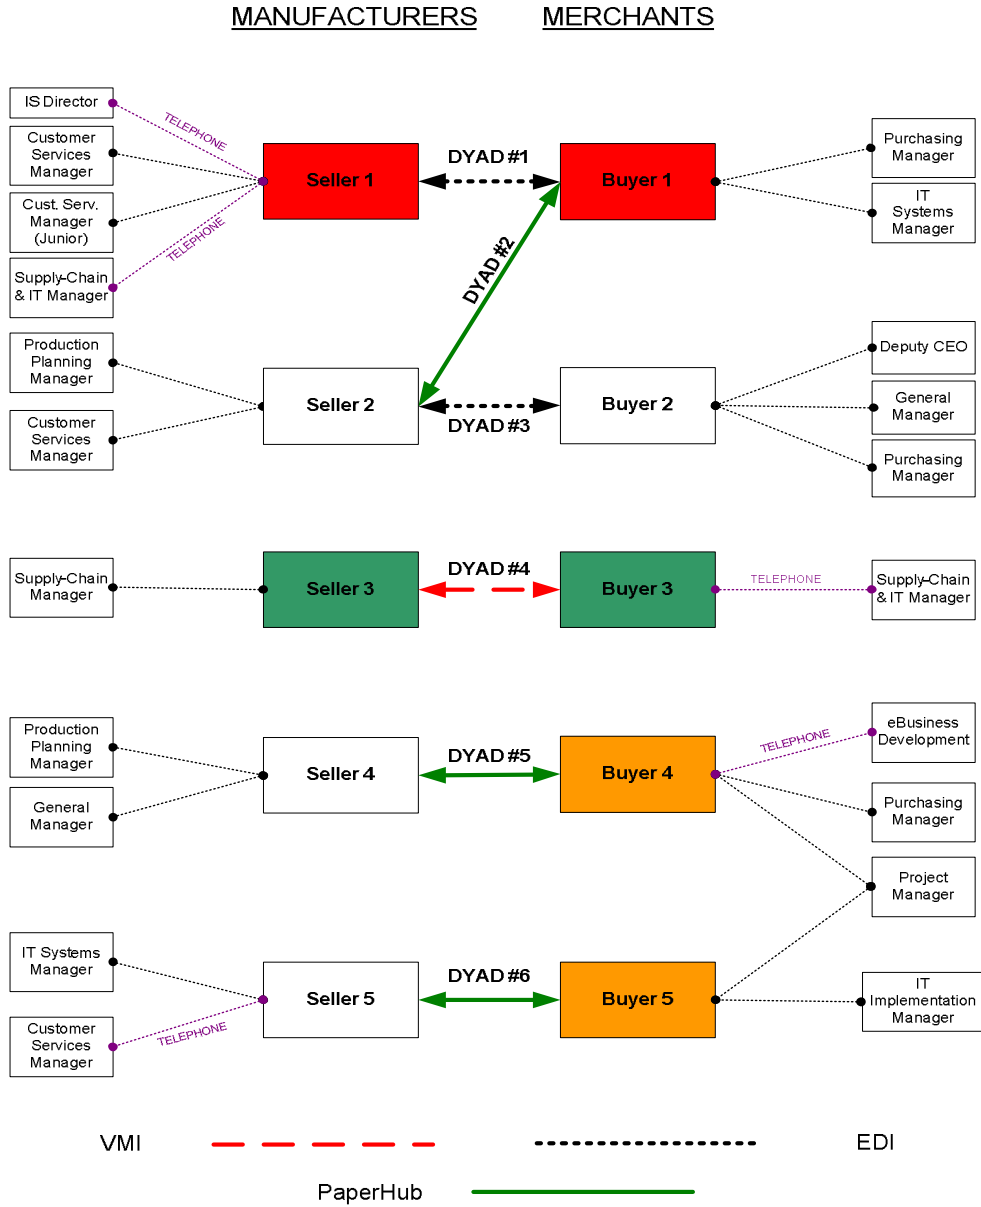 MANUFACTURERS
MERCHANTS
IS Director
Customer
Services
Manager
Cust. Serv.
Manager
(Junior)
Supply-Chain
& IT Manager
TELEPHONE
TELEPHONE
Seller 1
DYAD #1
Buyer 1
Purchasing
Manager
IT
Systems
Manager
DYAD #2
Production
Planning
Manager
Customer
Services
Manager
Seller 2
DYAD #3
Buyer 2
Deputy CEO
General
Manager
Purchasing
Manager
Supply-Chain
Manager
Seller 3
DYAD #4
Buyer 3
TELEPHONE
Supply-Chain
& IT Manager
Production
Planning
Manager
General
Manager
Seller 4
DYAD #5
Buyer 4
TELEPHONE
eBusiness
Development
Purchasing
Manager
Project
Manager
IT Systems
Manager
Customer
Services
Manager
TELEPHONE
Seller 5
DYAD #6
Buyer 5
IT
Implementation
Manager
VMI
EDI
PaperHub